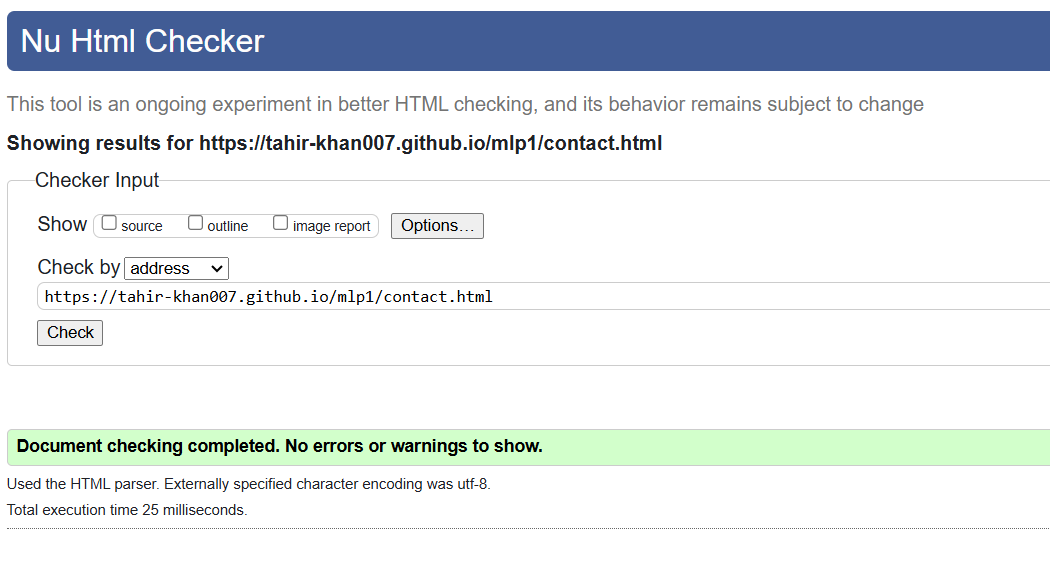 Nu Html Checker
This tool is an ongoing experiment in better HTML checking, and its behavior remains subject to change
Showing results for https://tahir-khan007.github.io/mlp1/contact.html
Checker Input
Show source outline image report Options…
Check by address
https://tahir-khan007.github.io/mlp1/contact.html
Check
Document checking completed. No errors or warnings to show.
Used the HTML parser. Externally specified character encoding was utf-8.
Total execution time 25 milliseconds.